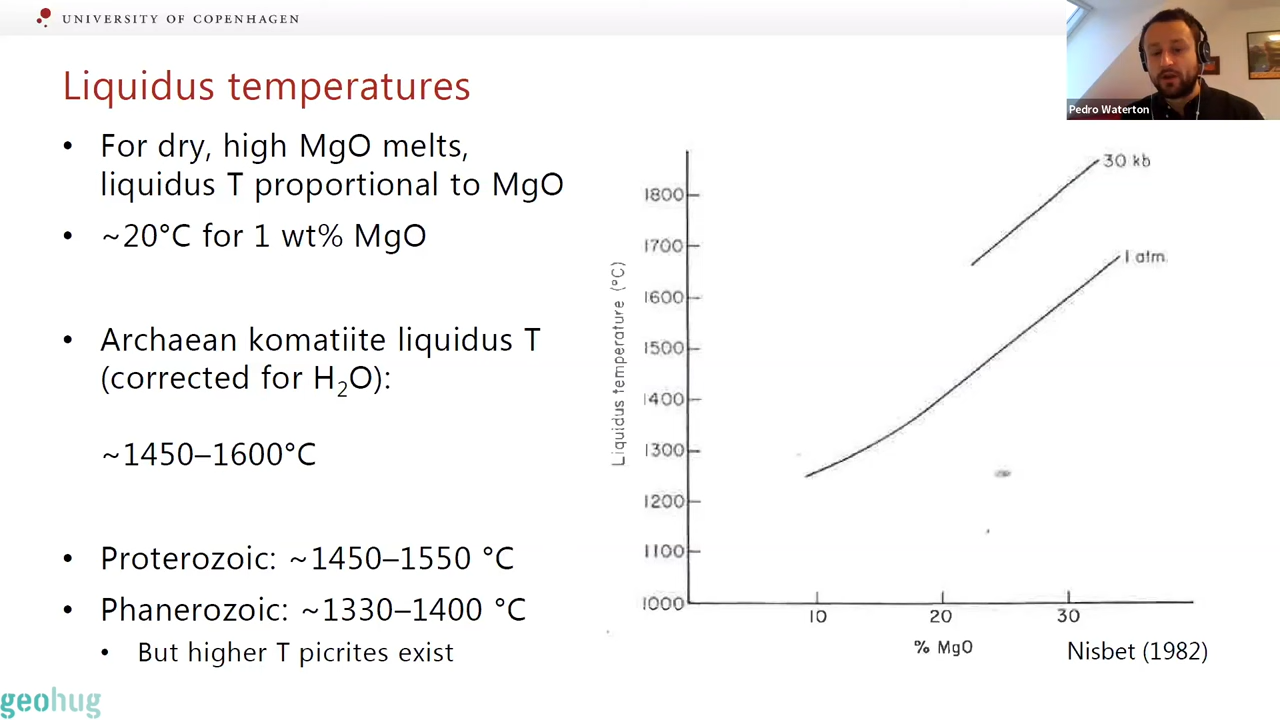 UNIVERSITY OF COPENHAGEN
Pedro Waterton
Liquidus temperatures
• For dry, high MgO melts,
liquidus T proportional to MgO
• ~20°C for 1 wt% MgO
• Archaean komatiite liquidus T
(corrected for H₂O):
~1450–1600°C
• Proterozoic: ~1450–1550 °C
• Phanerozoic: ~1330–1400 °C
• But higher T picrites exist
Liquidus temperature (°C)
1800
1700
1600
1500
1400
1300
1200
1100
1000
30 kb
1 atm.
10 20 30
% MgO
Nisbet (1982)
geohug